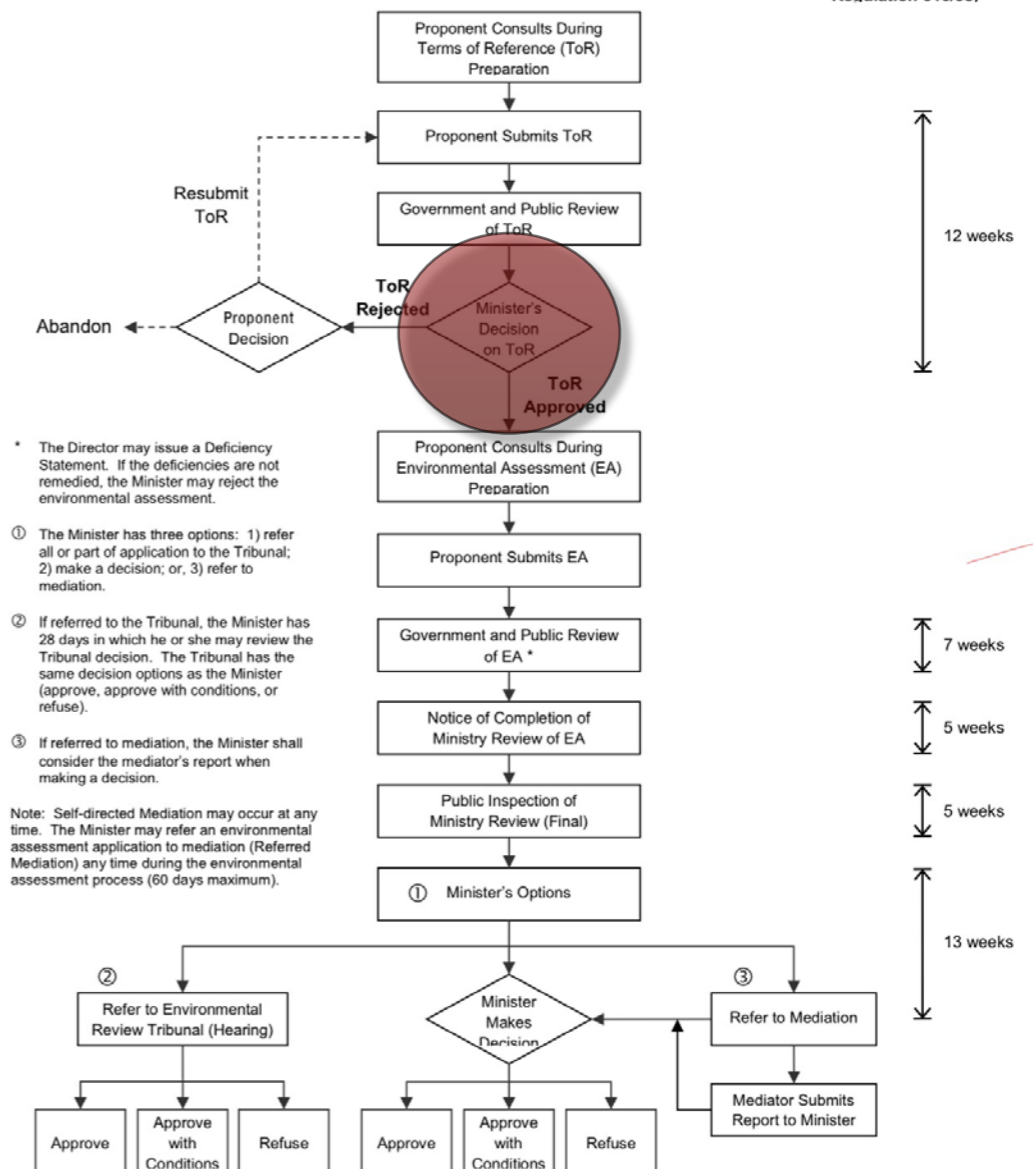 Proponent Consults During
Terms of Reference (ToR)
Preparation
Proponent Submits ToR
Resubmit
ToR
Government and Public Review
of ToR
12 weeks
ToR
Rejected
Minister's
Decision
on ToR
Proponent
Decision
Abandon
ToR
Approved
Proponent Consults During
Environmental Assessment (EA)
Preparation
* The Director may issue a Deficiency
Statement. If the deficiencies are not
remedied, the Minister may reject the
environmental assessment.
① The Minister has three options: 1) refer
all or part of application to the Tribunal;
2) make a decision; or, 3) refer to
mediation.
② If referred to the Tribunal, the Minister has
28 days in which he or she may review the
Tribunal decision. The Tribunal has the
same decision options as the Minister
(approve, approve with conditions, or
refuse).
③ If referred to mediation, the Minister shall
consider the mediator's report when
making a decision.
Note: Self-directed Mediation may occur at any
time. The Minister may refer an environmental
assessment application to mediation (Referred
Mediation) any time during the environmental
assessment process (60 days maximum).
Proponent Submits EA
Government and Public Review
of EA *
7 weeks
Notice of Completion of
Ministry Review of EA
5 weeks
Public Inspection of
Ministry Review (Final)
5 weeks
① Minister's Options
13 weeks
②
Refer to Environmental
Review Tribunal (Hearing)
Minister
Makes
Decision
③
Refer to Mediation
Mediator Submits
Report to Minister
Approve
Approve
with
Conditions
Refuse
Approve
Approve
with
Conditions
Refuse